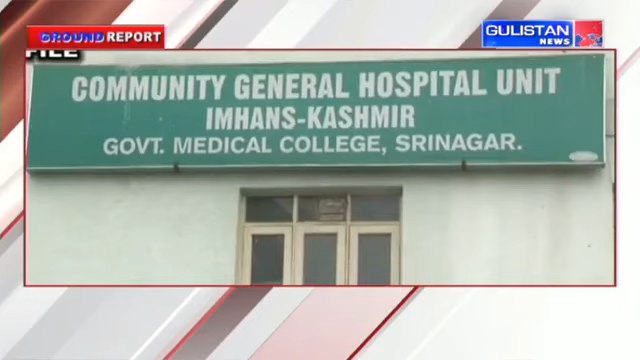 GROUND REPORT
GULISTAN
NEWS
FILE
COMMUNITY GENERAL HOSPITAL UNIT
IMHANS-KASHMIR
GOVT. MEDICAL COLLEGE, SRINAGAR.